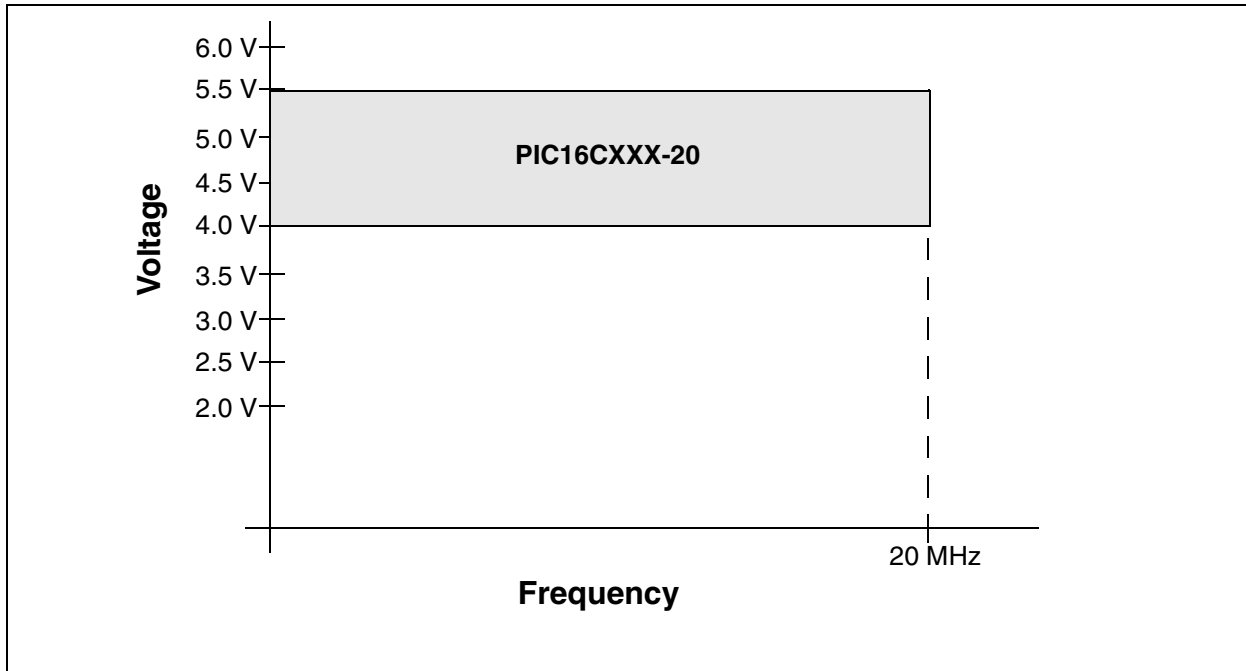 6.0 V
5.5 V
5.0 V
4.5 V
4.0 V
3.5 V
3.0 V
2.5 V
2.0 V
Voltage
PIC16CXXX-20
20 MHz
Frequency